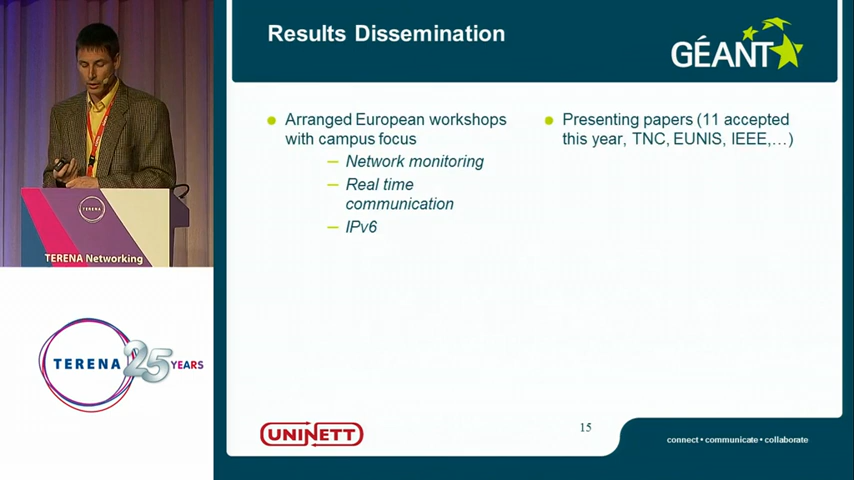 Results Dissemination
GÉANT
Arranged European workshops
with campus focus
– Network monitoring
– Real time
communication
– IPv6
Presenting papers (11 accepted
this year, TNC, EUNIS, IEEE,...)
TERENA
TERENA Networking
TERENA 25 YEARS
UNINETT
15
connect • communicate • collaborate